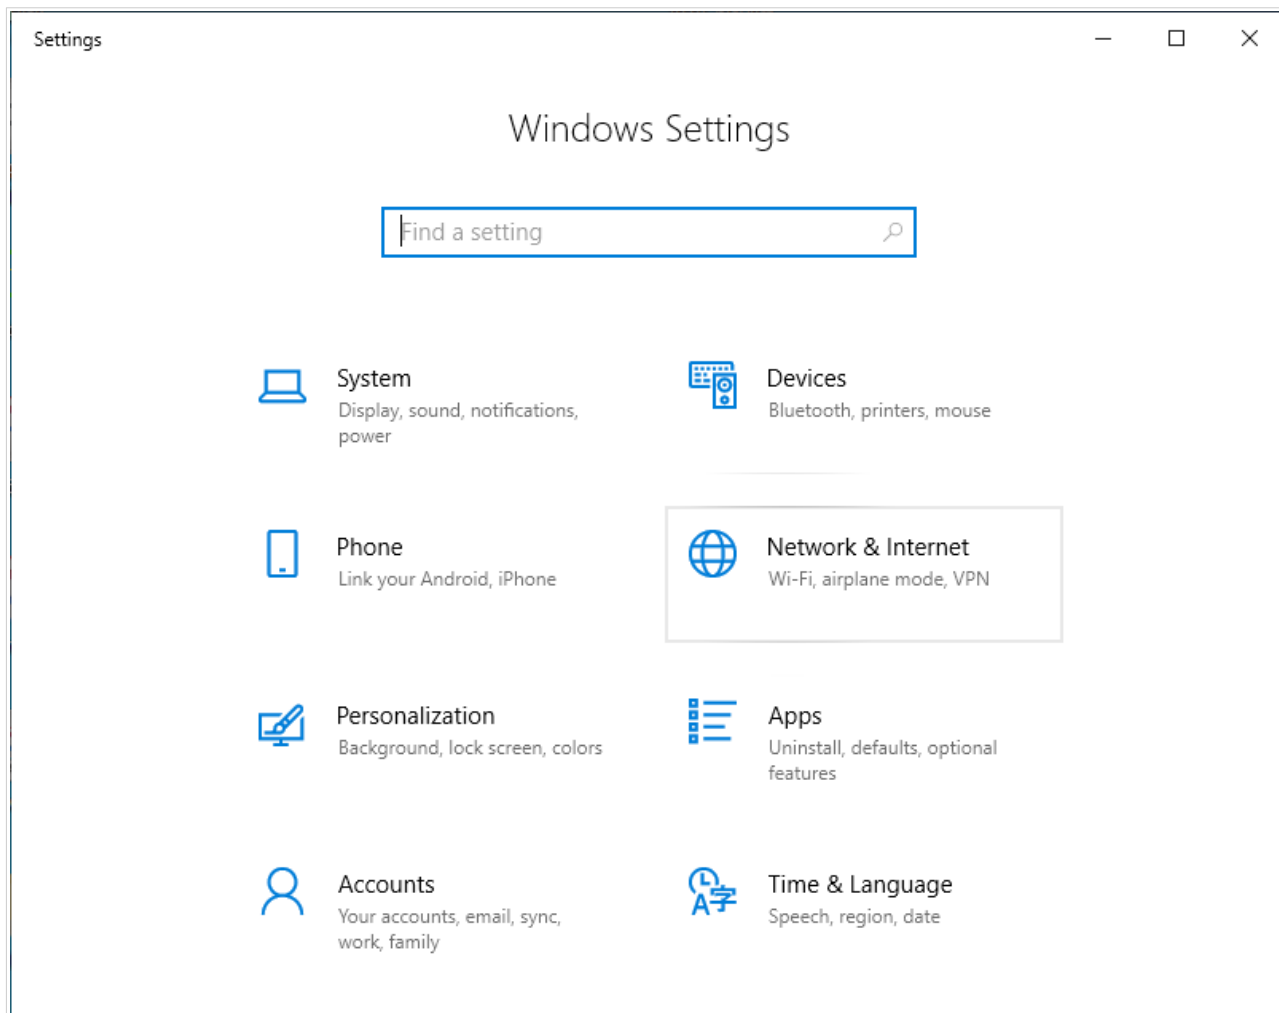 Settings
Windows Settings
Find a setting
System
Display, sound, notifications,
power
Devices
Bluetooth, printers, mouse
Phone
Link your Android, iPhone
Network & Internet
Wi-Fi, airplane mode, VPN
Personalization
Background, lock screen, colors
Apps
Uninstall, defaults, optional
features
Accounts
Your accounts, email, sync,
work, family
Time & Language
Speech, region, date